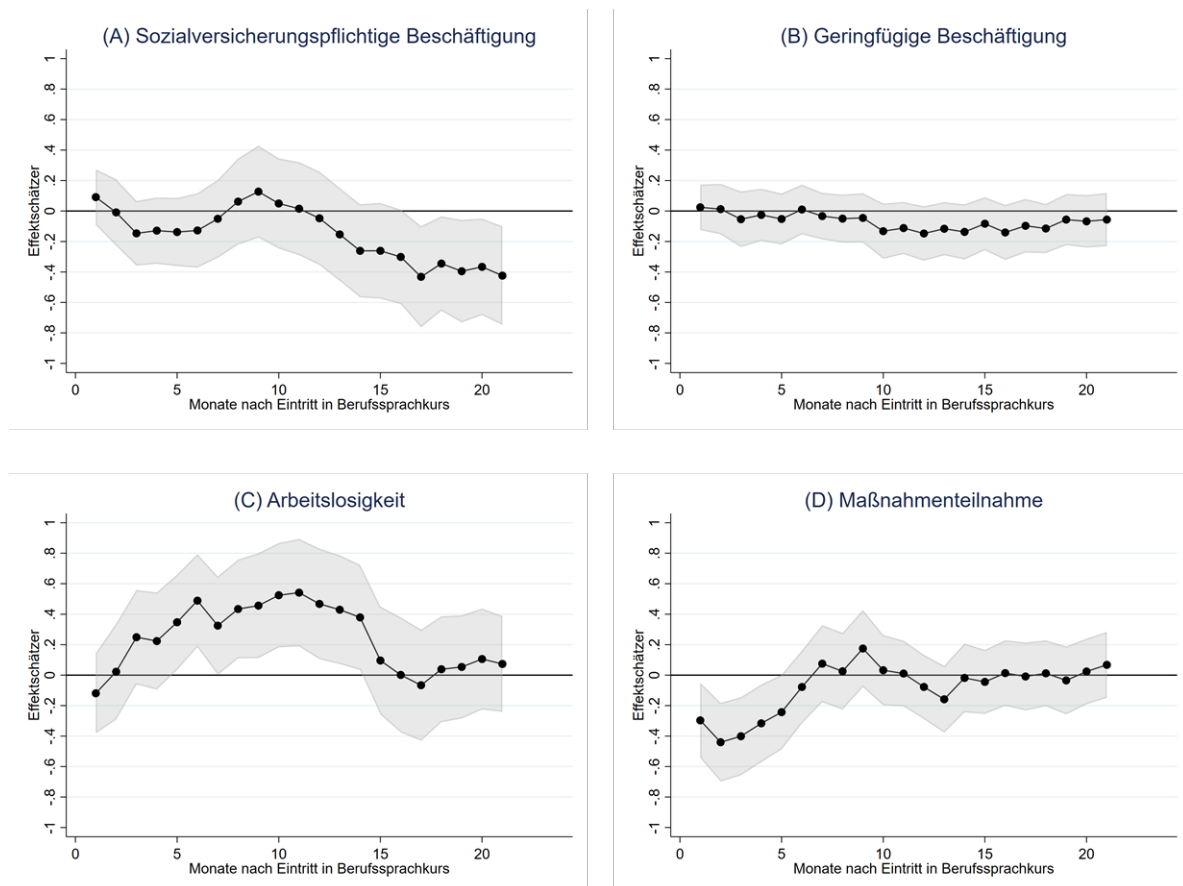 (A) Sozialversicherungspflichtige Beschäftigung
Effektschätzer
1
.8
.6
.4
.2
0
-.2
-.4
-.6
-.8
-1
0 5 10 15 20
Monate nach Eintritt in Berufssprachkurs
(B) Geringfügige Beschäftigung
Effektschätzer
1
.8
.6
.4
.2
0
-.2
-.4
-.6
-.8
-1
0 5 10 15 20
Monate nach Eintritt in Berufssprachkurs
(C) Arbeitslosigkeit
Effektschätzer
1
.8
.6
.4
.2
0
-.2
-.4
-.6
-.8
-1
0 5 10 15 20
Monate nach Eintritt in Berufssprachkurs
(D) Maßnahmenteilnahme
Effektschätzer
1
.8
.6
.4
.2
0
-.2
-.4
-.6
-.8
-1
0 5 10 15 20
Monate nach Eintritt in Berufssprachkurs